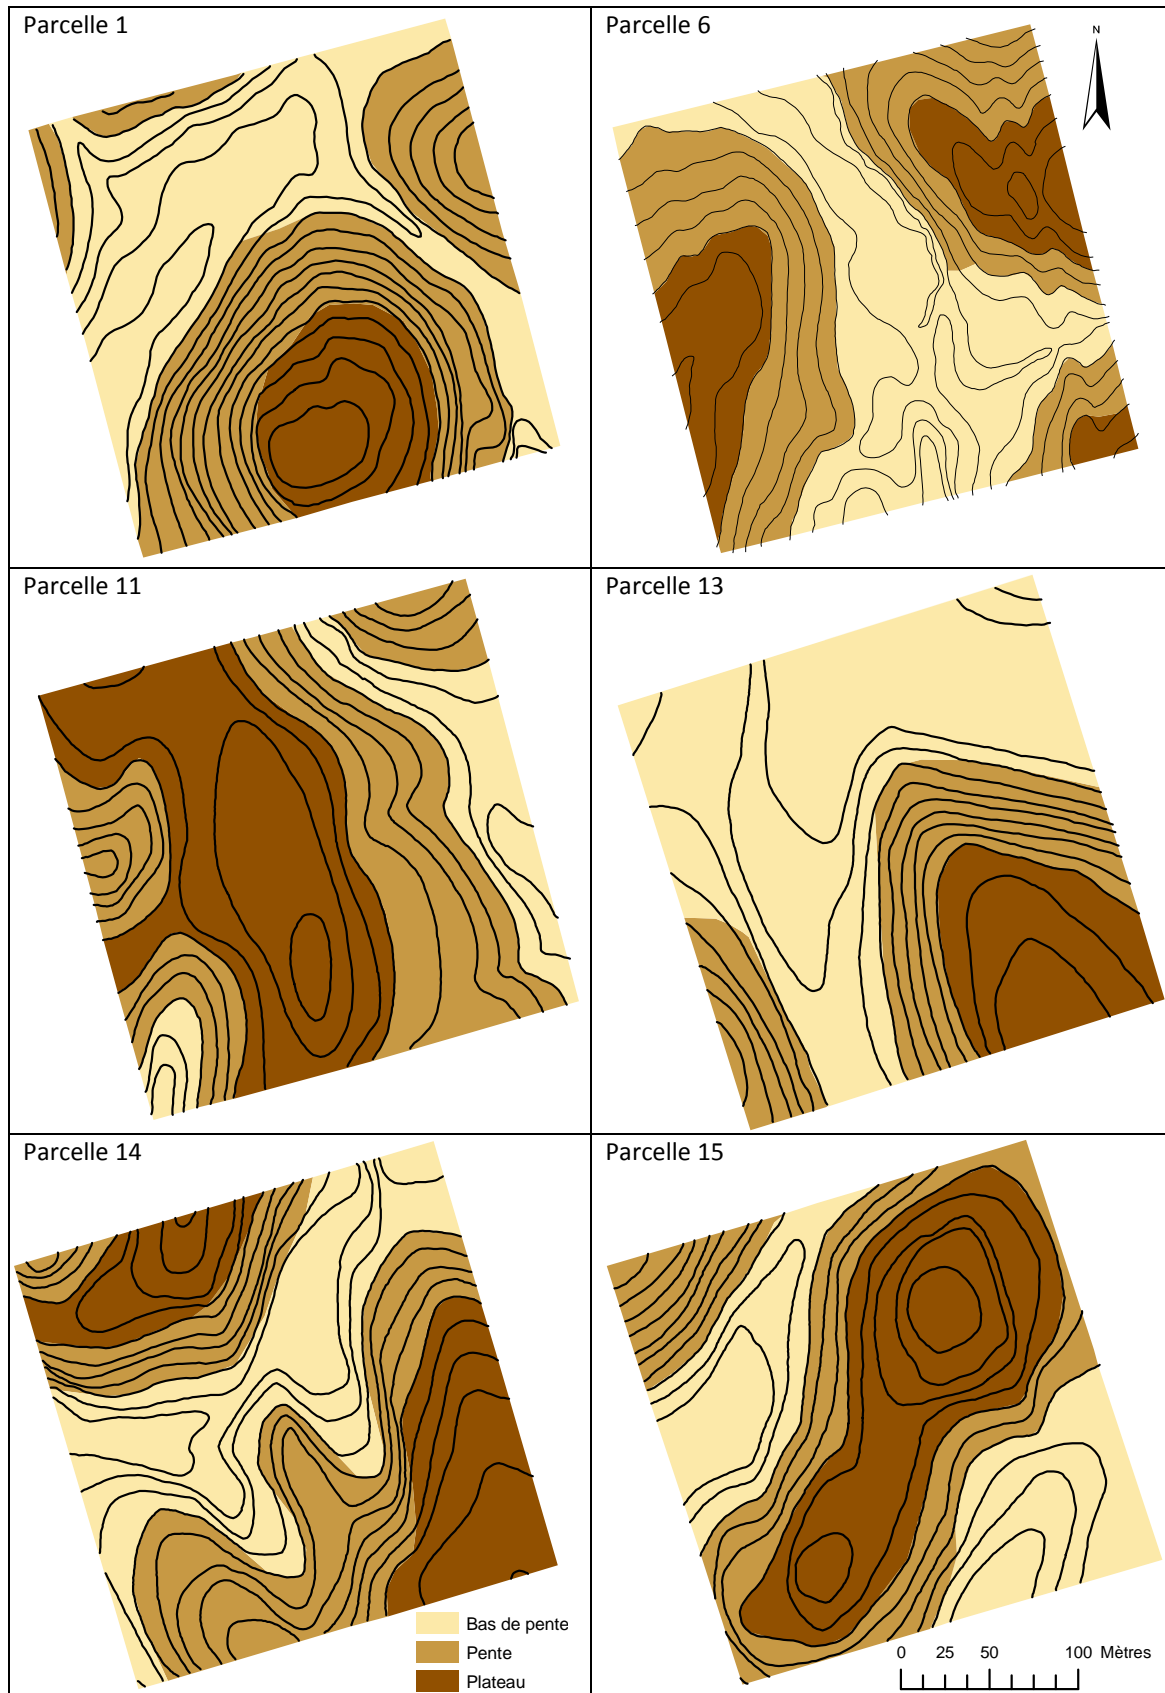 Parcelle 1
Parcelle 6
N
Parcelle 11
Parcelle 13
Parcelle 14
Parcelle 15
Bas de pente
Pente
Plateau
0 25 50 100 Mètres